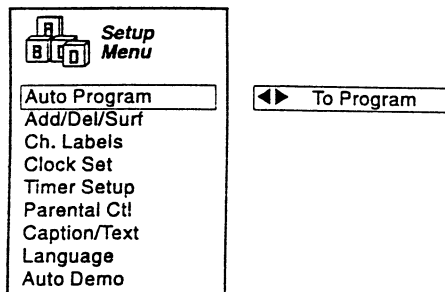 A
B D
Setup
Menu
Auto Program
Add/Del/Surf
Ch. Labels
Clock Set
Timer Setup
Parental Ctl
Caption/Text
Language
Auto Demo
◀▶ To Program